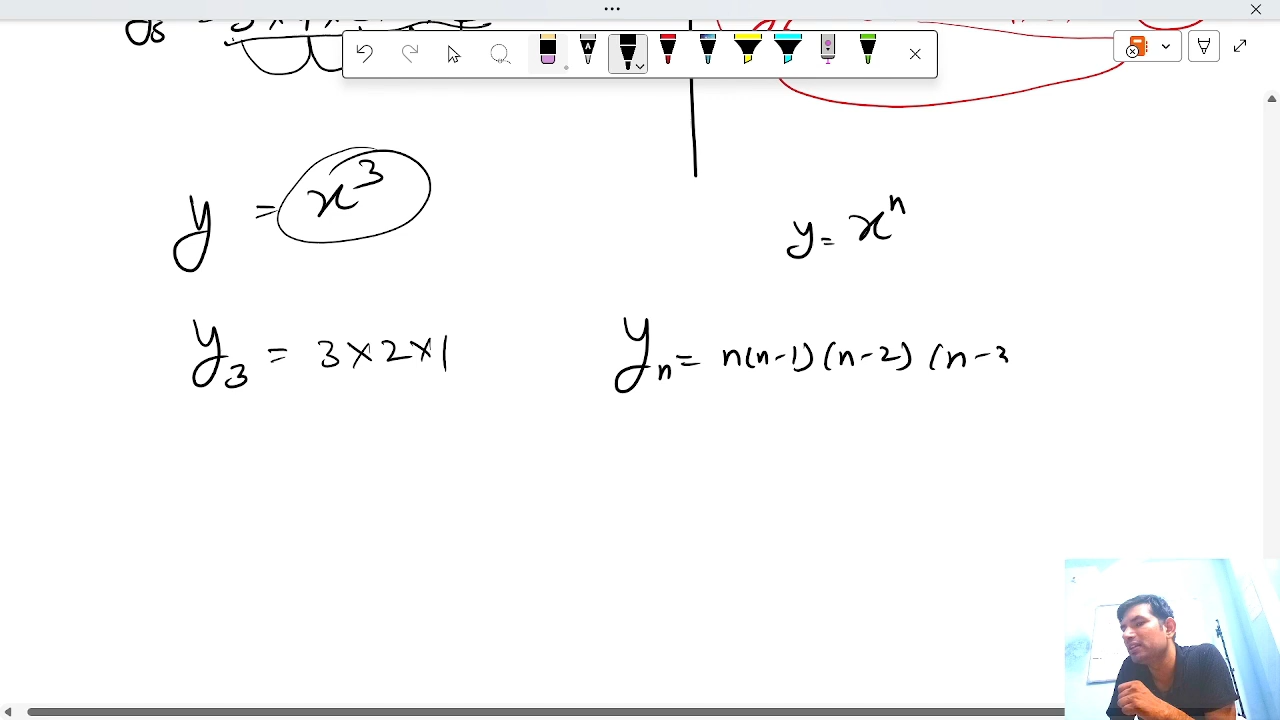 y = x³
y = xⁿ
y₃ = 3×2×1
yₙ = n(n-1)(n-2)(n-3